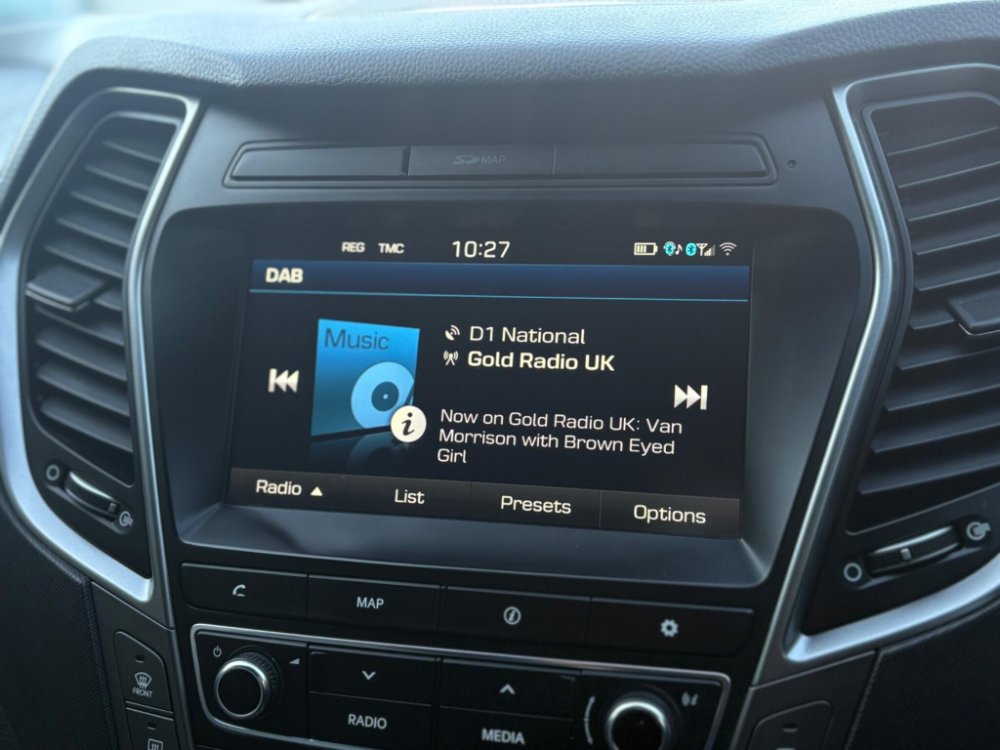 SD MAP
REG TMC 10:27
DAB
Music
D1 National
Gold Radio UK
Now on Gold Radio UK: Van
Morrison with Brown Eyed
Girl
Radio List Presets Options
MAP
FRONT
RADIO
MEDIA